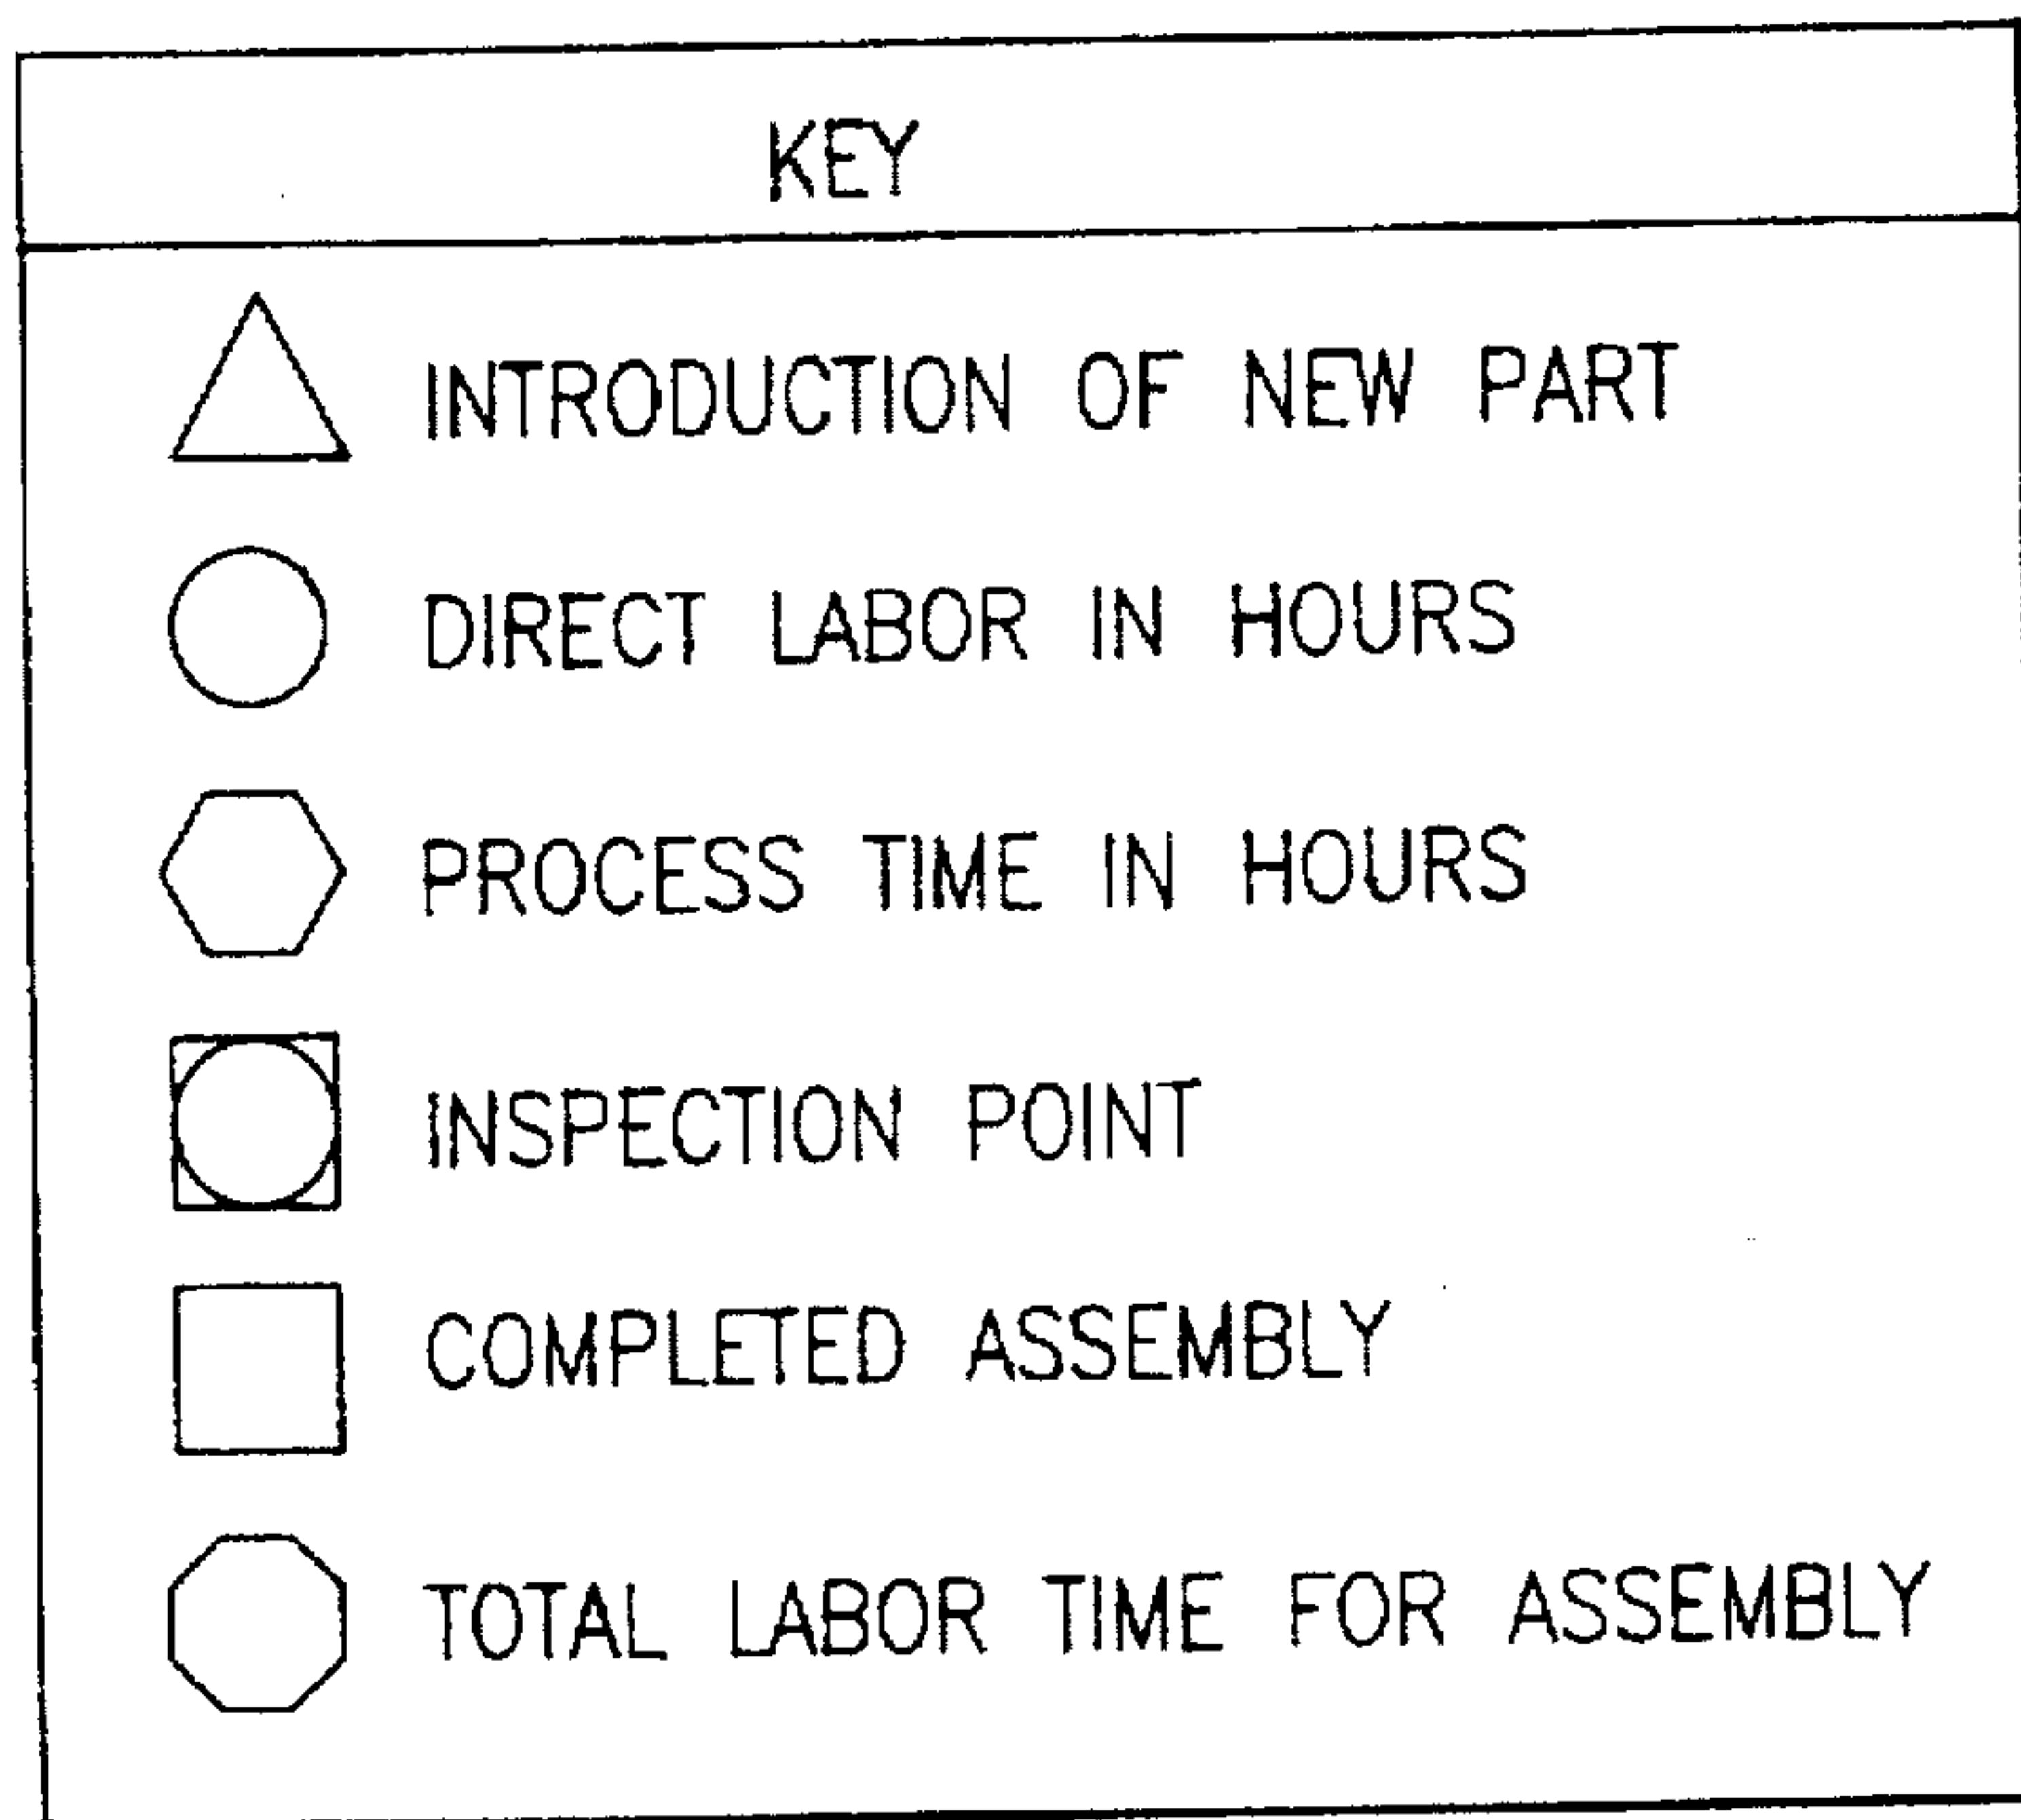 KEY
INTRODUCTION OF NEW PART
DIRECT LABOR IN HOURS
PROCESS TIME IN HOURS
INSPECTION POINT
COMPLETED ASSEMBLY
TOTAL LABOR TIME FOR ASSEMBLY